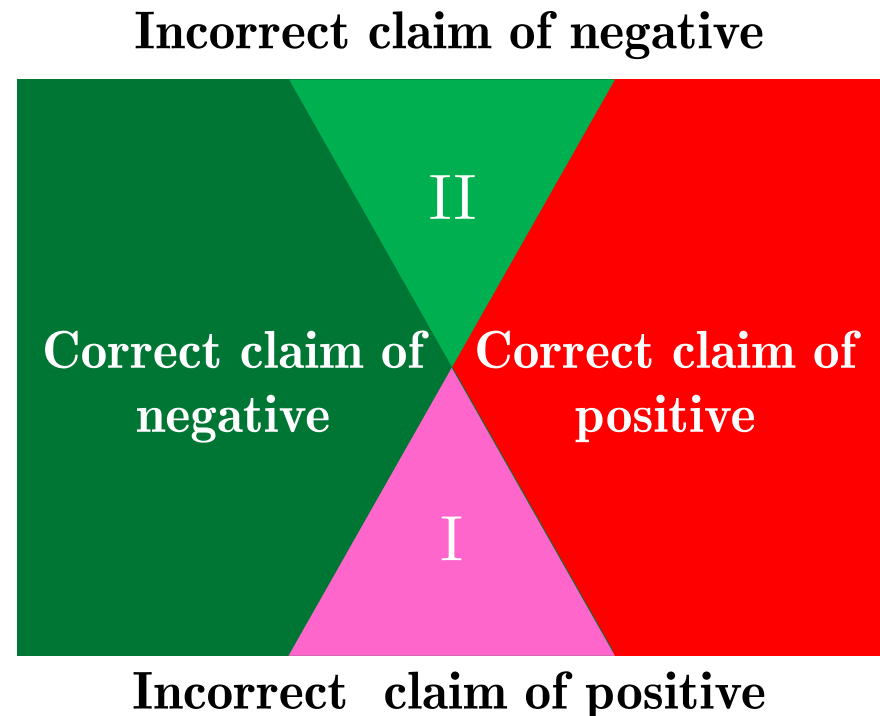 Incorrect claim of negative
II
Correct claim of
negative
Correct claim of
positive
I
Incorrect claim of positive